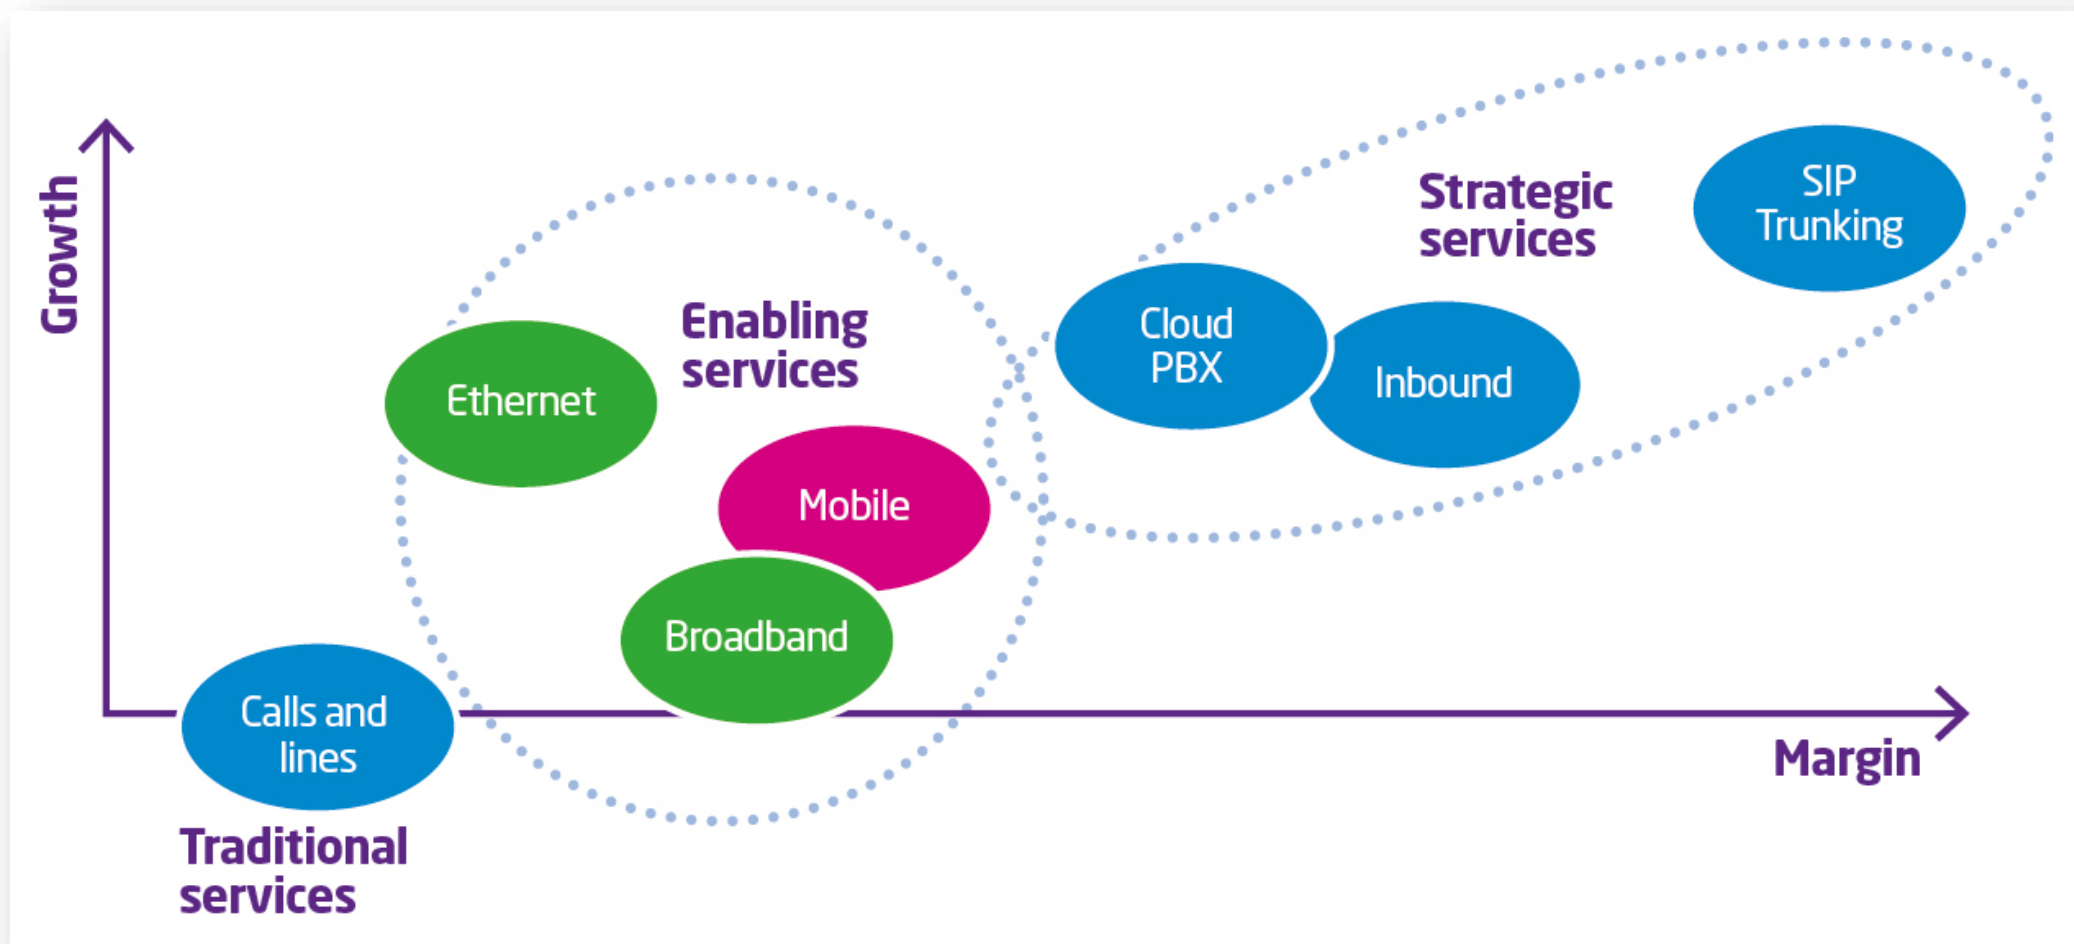 Growth
Strategic
services
SIP
Trunking
Enabling
services
Cloud
PBX
Inbound
Ethernet
Mobile
Broadband
Calls and
lines
Margin
Traditional
services